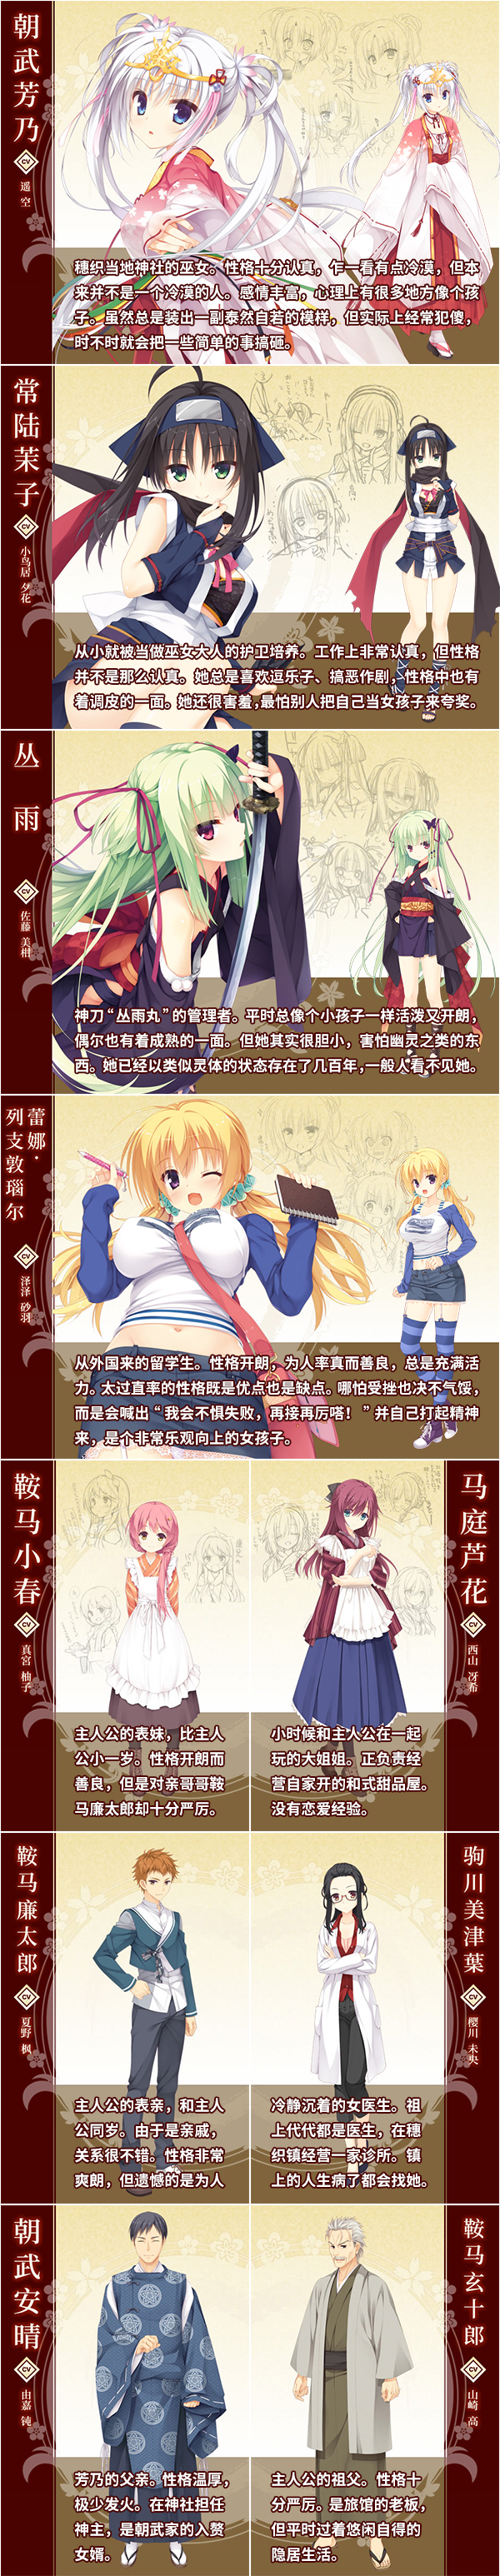 朝武芳乃
CV
遥 空
穗织当地神社的巫女。性格十分认真，乍一看有点冷漠，但本
来并不是一个冷漠的人。感情丰富，心理上有很多地方像个孩
子。虽然总是装出一副泰然自若的模样，但实际上经常犯傻，
时不时就会把一些简单的事搞砸。
常陆茉子
CV
小鸟居 夕花
从小就被当做巫女大人的护卫培养。工作上非常认真，但性格
并不是那么认真。她总是喜欢逗乐子、搞恶作剧，性格中也有
着调皮的一面。她还很害羞，最怕别人把自己当女孩子来夸奖。
丛雨
CV
佐藤 美柑
神刀“丛雨丸”的管理者。平时总像个小孩子一样活泼又开朗，
偶尔也有着成熟的一面。但她其实很胆小，害怕幽灵之类的东
西。她已经以类似灵体的状态存在了几百年，一般人看不见她。
蕾娜·
列支敦瑙尔
CV
泽泽 砂羽
从外国来的留学生。性格开朗，为人率真而善良，总是充满活
力。太过直率的性格既是优点也是缺点。哪怕受挫也决不气馁，
而是会喊出“我会不惧失败，再接再厉嗒！”并自己打起精神
来，是个非常乐观向上的女孩子。
鞍马小春
CV
真宫 柚子
主人公的表妹，比主人
公小一岁。性格开朗而
善良，但是对亲哥哥鞍
马廉太郎却十分严厉。
马庭芦花
CV
西山 冴希
小时候和主人公在一起
玩的大姐姐。正负责经
营自家开的和式甜品屋。
没有恋爱经验。
鞍马廉太郎
CV
夏野 枫
主人公的表亲，和主人
公同岁。由于是亲戚，
关系很不错。性格非常
爽朗，但遗憾的是为人
驹川美津葉
CV
樱川 未央
冷静沉着的女医生。祖
上代代都是医生，在穗
织镇经营一家诊所。镇
上的人生病了都会找她。
朝武安晴
CV
由嘉 钝
芳乃的父亲。性格温厚，
极少发火。在神社担任
神主，是朝武家的入赘
女婿。
鞍马玄十郎
CV
山崎 高
主人公的祖父。性格十
分严厉。是旅馆的老板，
但平时过着悠闲自得的
隐居生活。